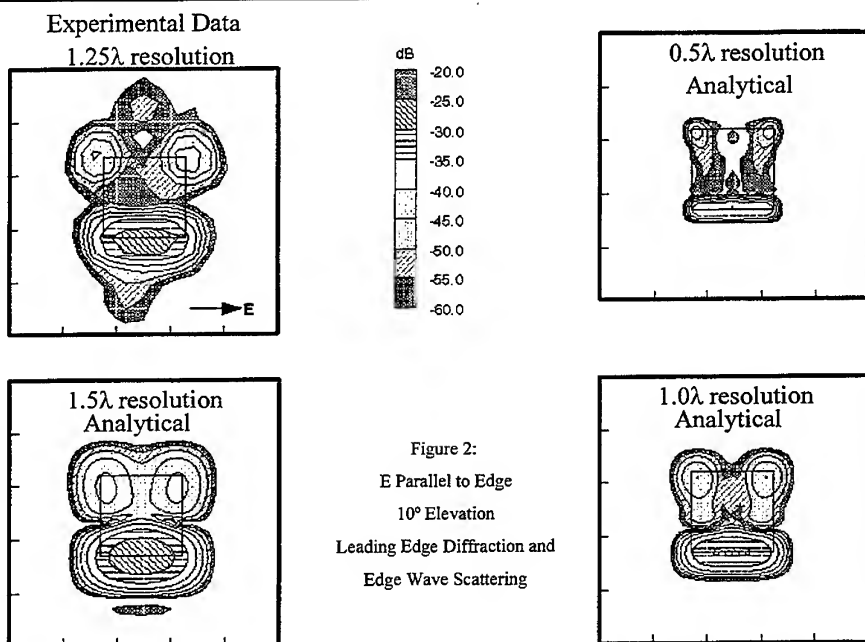 Experimental Data
1.25λ resolution
E
dB
-20.0
-25.0
-30.0
-35.0
-40.0
-45.0
-50.0
-55.0
-60.0
0.5λ resolution
Analytical
1.5λ resolution
Analytical
Figure 2:
E Parallel to Edge
10° Elevation
Leading Edge Diffraction and
Edge Wave Scattering
1.0λ resolution
Analytical